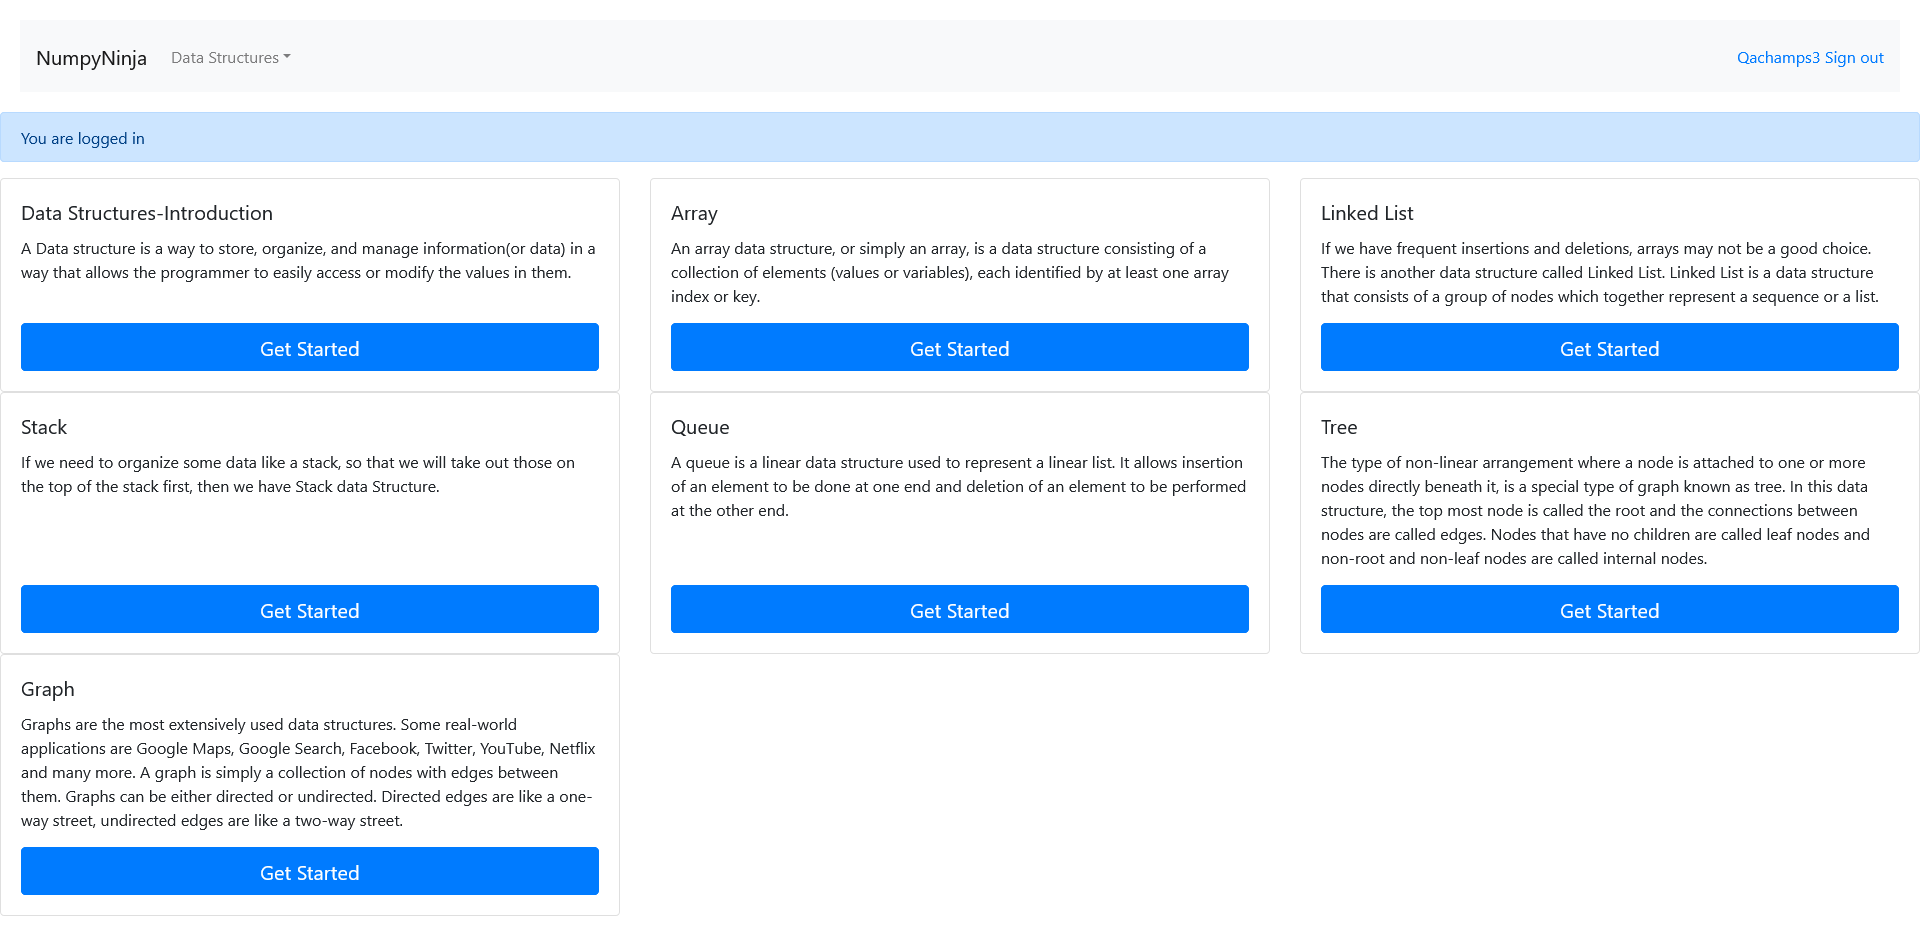 NumpyNinja
Data Structures
Qachamps3 Sign out
You are logged in
Data Structures-Introduction
A Data structure is a way to store, organize, and manage information(or data) in a
way that allows the programmer to easily access or modify the values in them.
Get Started
Array
An array data structure, or simply an array, is a data structure consisting of a
collection of elements (values or variables), each identified by at least one array
index or key.
Get Started
Linked List
If we have frequent insertions and deletions, arrays may not be a good choice.
There is another data structure called Linked List. Linked List is a data structure
that consists of a group of nodes which together represent a sequence or a list.
Get Started
Stack
If we need to organize some data like a stack, so that we will take out those on
the top of the stack first, then we have Stack data Structure.
Get Started
Queue
A queue is a linear data structure used to represent a linear list. It allows insertion
of an element to be done at one end and deletion of an element to be performed
at the other end.
Get Started
Tree
The type of non-linear arrangement where a node is attached to one or more
nodes directly beneath it, is a special type of graph known as tree. In this data
structure, the top most node is called the root and the connections between
nodes are called edges. Nodes that have no children are called leaf nodes and
non-root and non-leaf nodes are called internal nodes.
Get Started
Graph
Graphs are the most extensively used data structures. Some real-world
applications are Google Maps, Google Search, Facebook, Twitter, YouTube, Netflix
and many more. A graph is simply a collection of nodes with edges between
them. Graphs can be either directed or undirected. Directed edges are like a one-
way street, undirected edges are like a two-way street.
Get Started